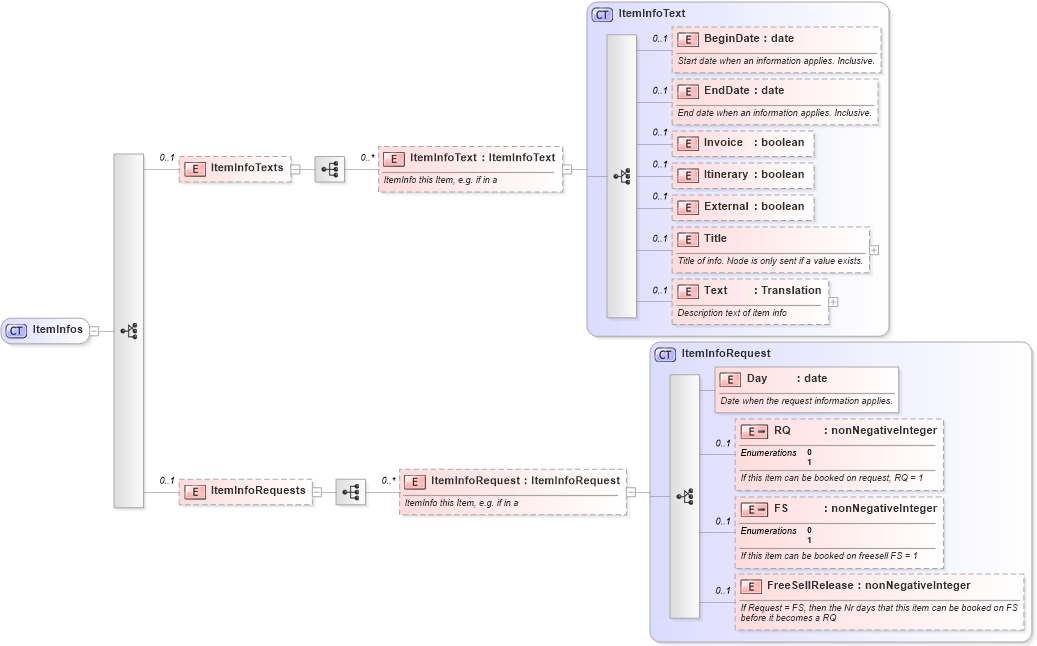 CT ItemInfoText
0..1 E BeginDate : date
Start date when an information applies. Inclusive.
0..1 E EndDate : date
End date when an information applies. Inclusive.
0..1 E Invoice : boolean
0..1 E Itinerary : boolean
0..1 E External : boolean
0..1 E Title
Title of info. Node is only sent if a value exists.
0..1 E Text : Translation
Description text of item info
0..1 E ItemInfoTexts
0..* E ItemInfoText : ItemInfoText
ItemInfo this Item, e.g. if in a
CT ItemInfos
CT ItemInfoRequest
E Day : date
Date when the request information applies.
0..1 E RQ : nonNegativeInteger
Enumerations 0
1
If this item can be booked on request, RQ = 1
0..1 E ItemInfoRequests
0..* E ItemInfoRequest : ItemInfoRequest
ItemInfo this Item, e.g. if in a
0..1 E FS : nonNegativeInteger
Enumerations 0
1
If this item can be booked on freesell FS = 1
0..1 E FreeSellRelease : nonNegativeInteger
If Request = FS, then the Nr days that this item can be booked on FS
before it becomes a RQ